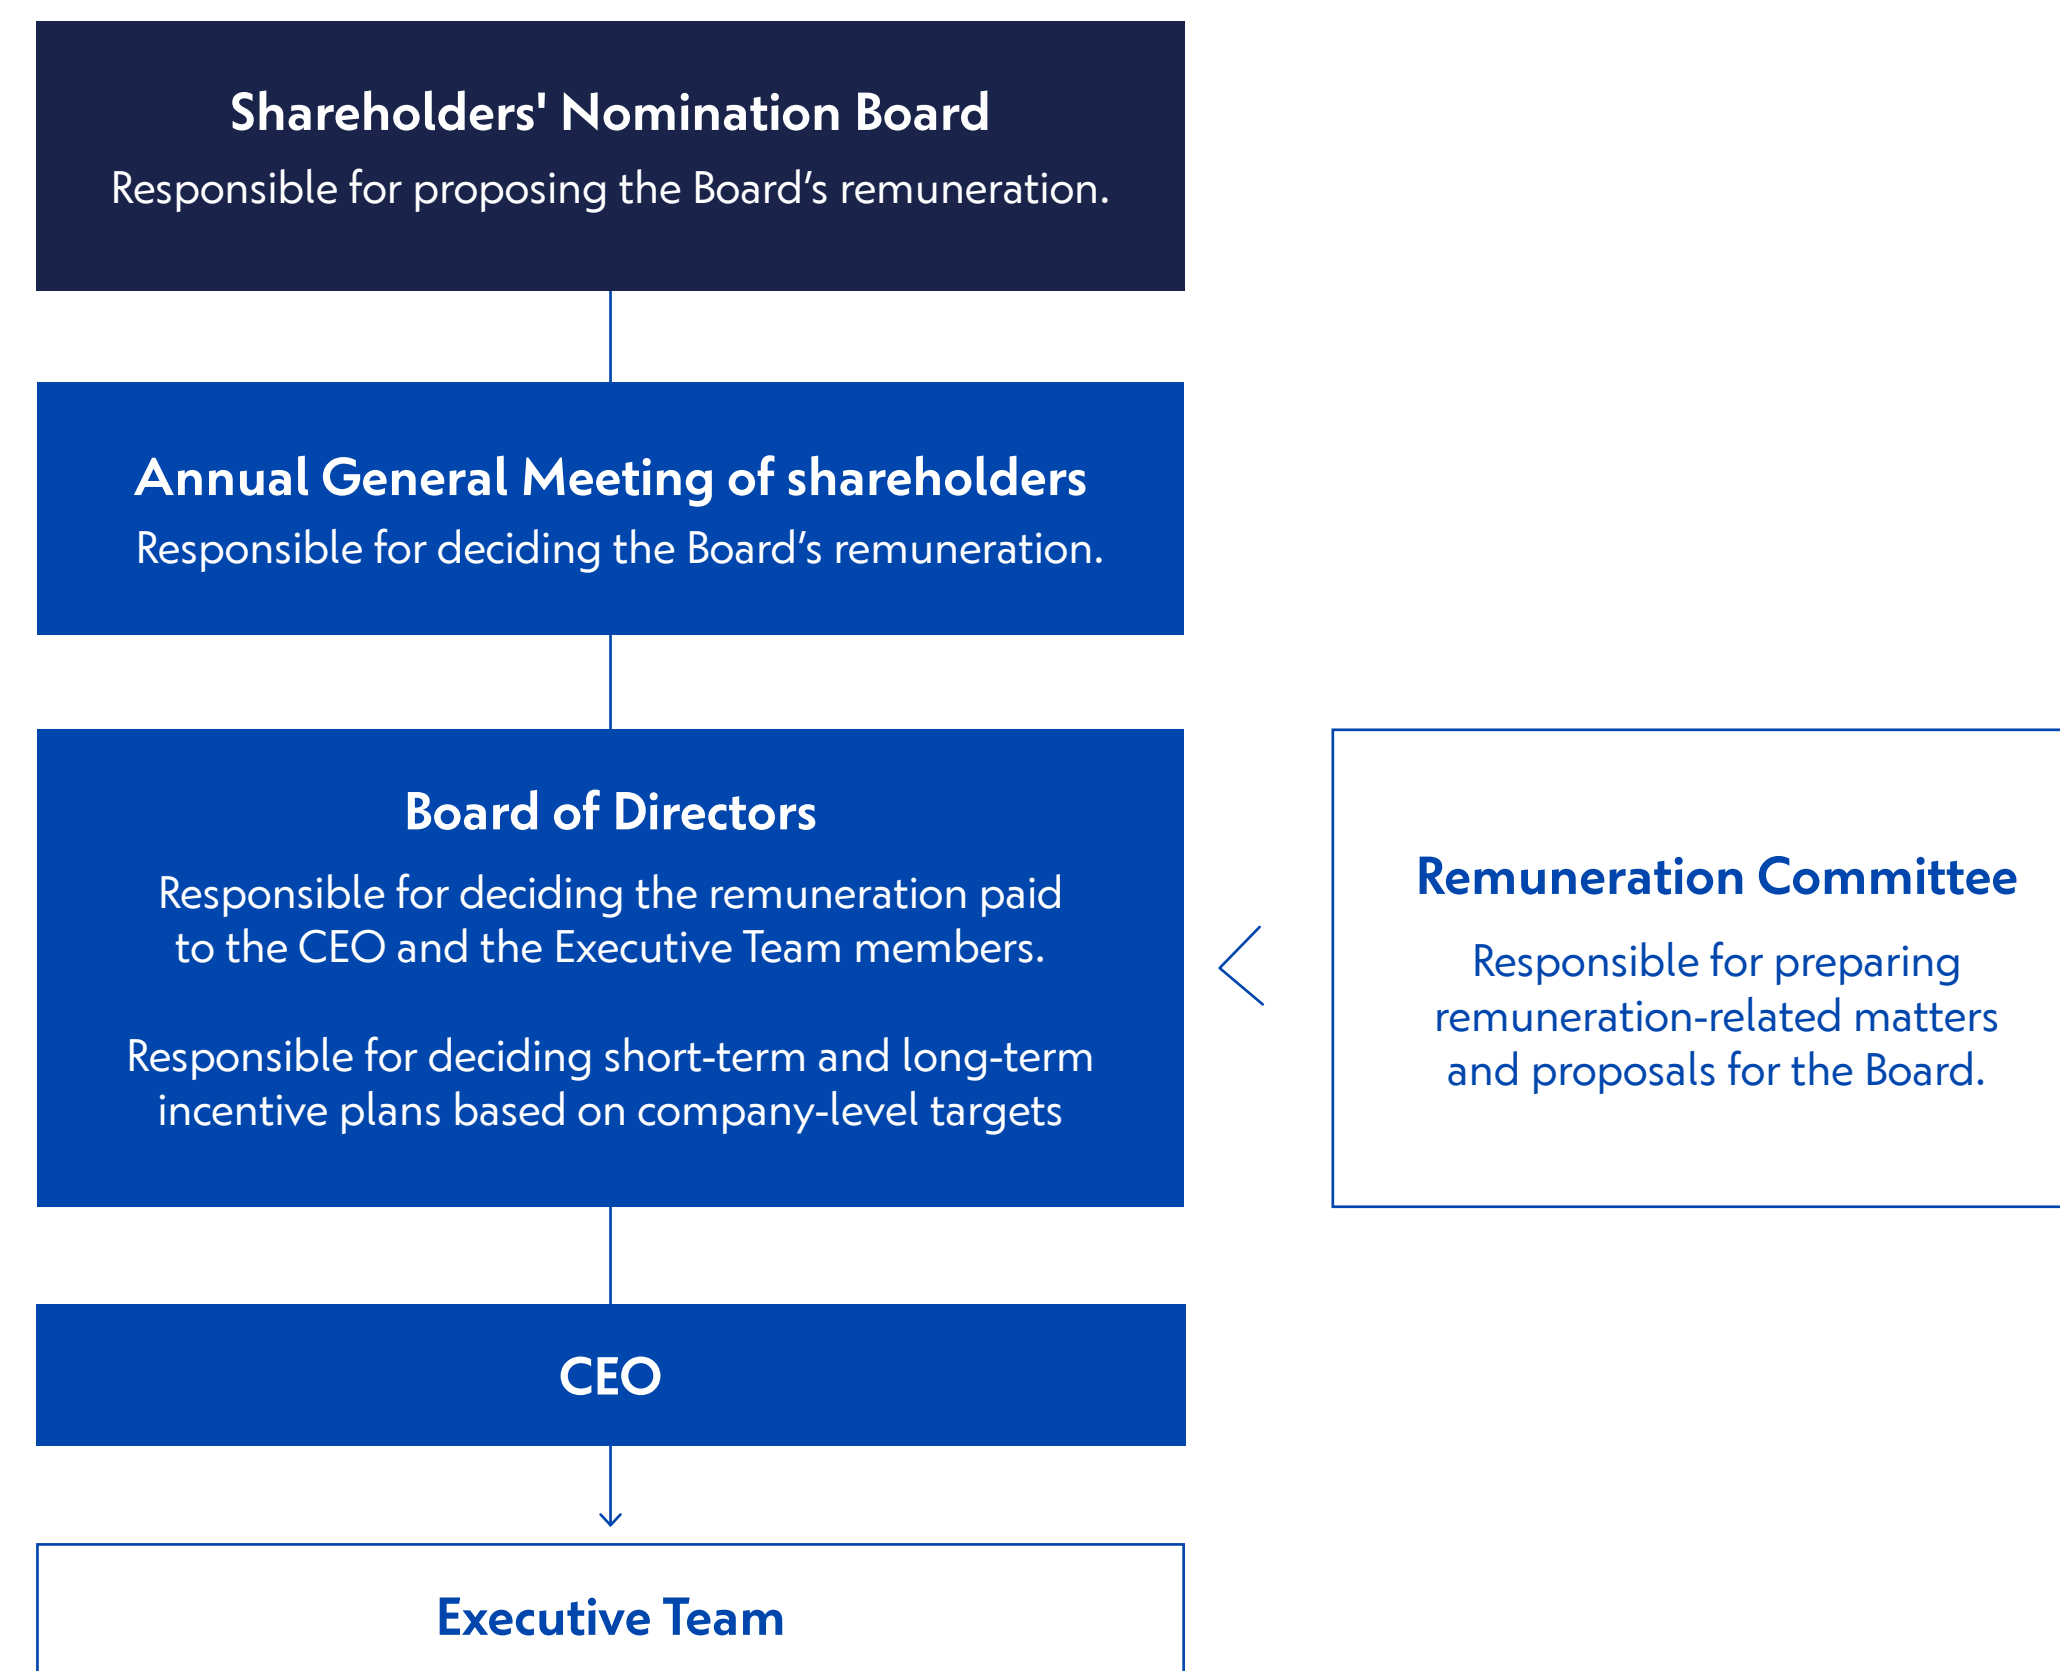 Shareholders' Nomination Board
Responsible for proposing the Board’s remuneration.
Annual General Meeting of shareholders
Responsible for deciding the Board’s remuneration.
Board of Directors
Responsible for deciding the remuneration paid
to the CEO and the Executive Team members.
Responsible for deciding short-term and long-term
incentive plans based on company-level targets
Remuneration Committee
Responsible for preparing
remuneration-related matters
and proposals for the Board.
CEO
Executive Team